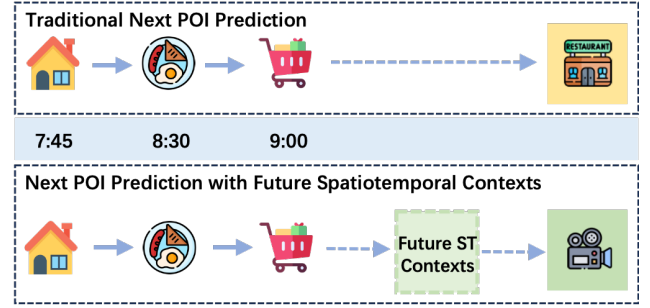 Traditional Next POI Prediction
RESTAURANT
7:45 8:30 9:00
Next POI Prediction with Future Spatiotemporal Contexts
Future ST
Contexts